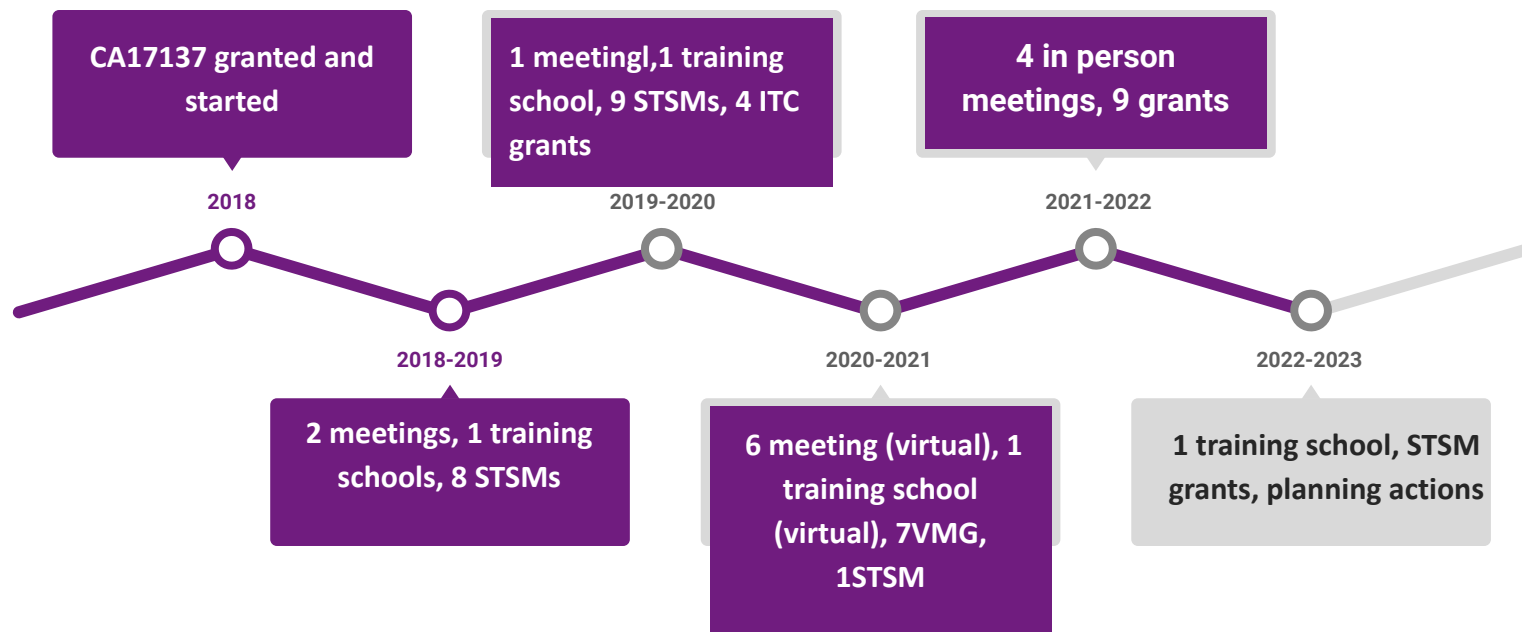 CA17137 granted and
started
2018
2018-2019
2 meetings, 1 training
schools, 8 STSMs
1 meetingl,1 training
school, 9 STSMs, 4 ITC
grants
2019-2020
2020-2021
6 meeting (virtual), 1
training school
(virtual), 7VMG,
1STSM
4 in person
meetings, 9 grants
2021-2022
2022-2023
1 training school, STSM
grants, planning actions